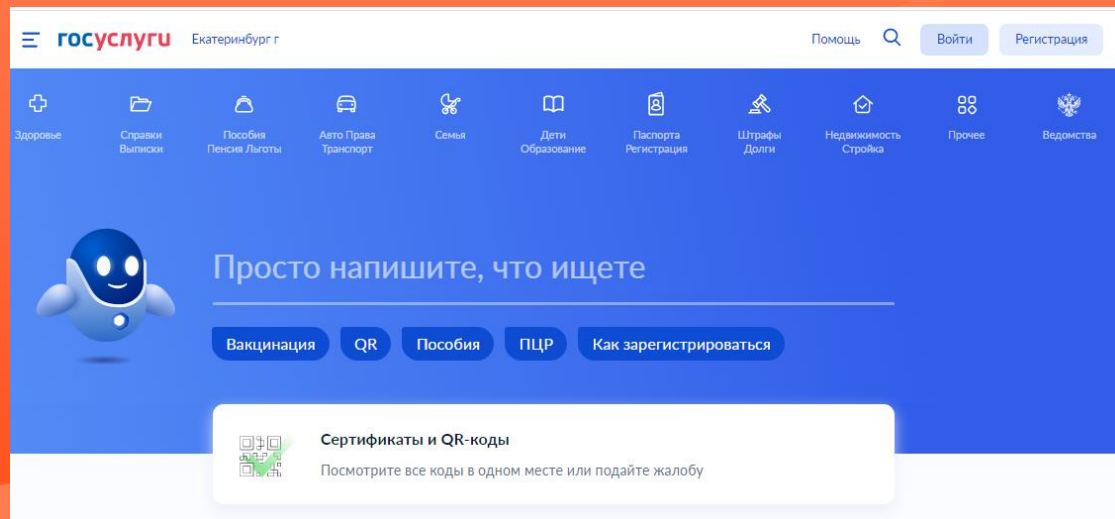 госуслуги Екатеринбург г Помощь Войти Регистрация
Здоровье
Справки
Выписки
Пособия
Пенсия Льготы
Авто Права
Транспорт
Семья
Дети
Образование
Паспорта
Регистрация
Штрафы
Долги
Недвижимость
Стройка
Прочее
Ведомства
Просто напишите, что ищете
Вакцинация QR Пособия ПЦР Как зарегистрироваться
Сертификаты и QR-коды
Посмотрите все коды в одном месте или подайте жалобу